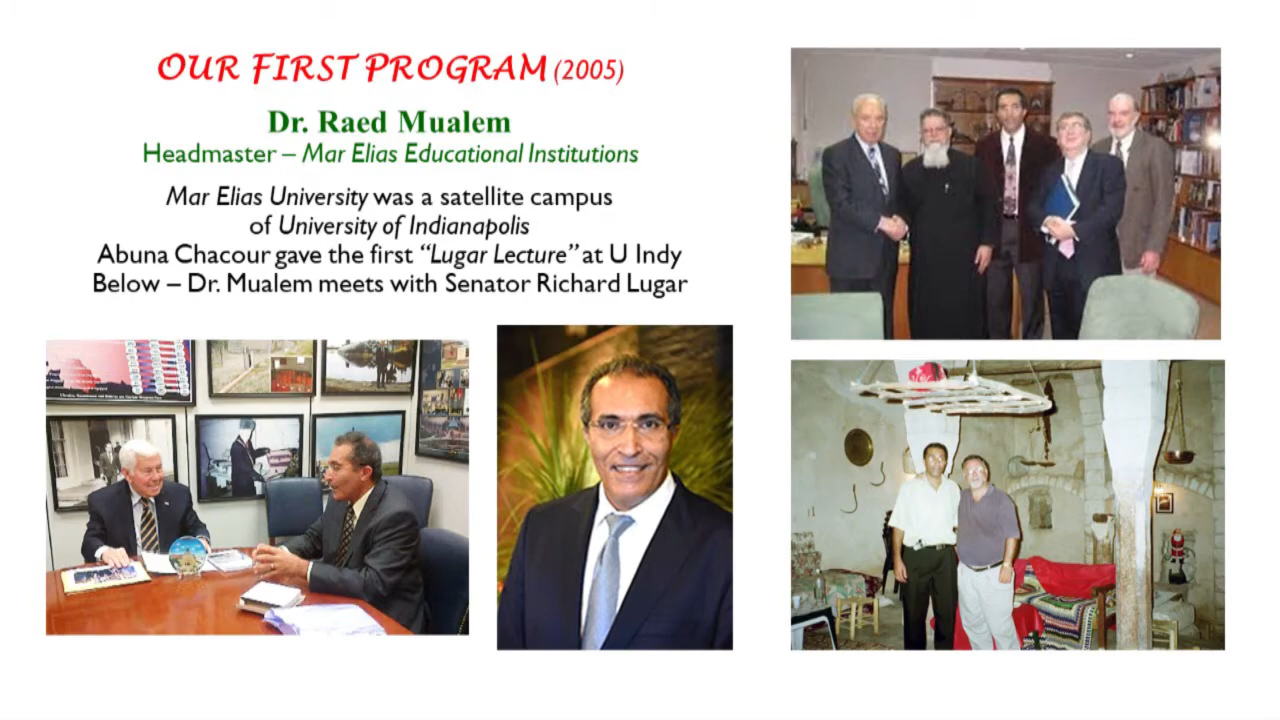 OUR FIRST PROGRAM (2005)
Dr. Raed Mualem
Headmaster – Mar Elias Educational Institutions
Mar Elias University was a satellite campus
of University of Indianapolis
Abuna Chacour gave the first “Lugar Lecture” at U Indy
Below – Dr. Mualem meets with Senator Richard Lugar